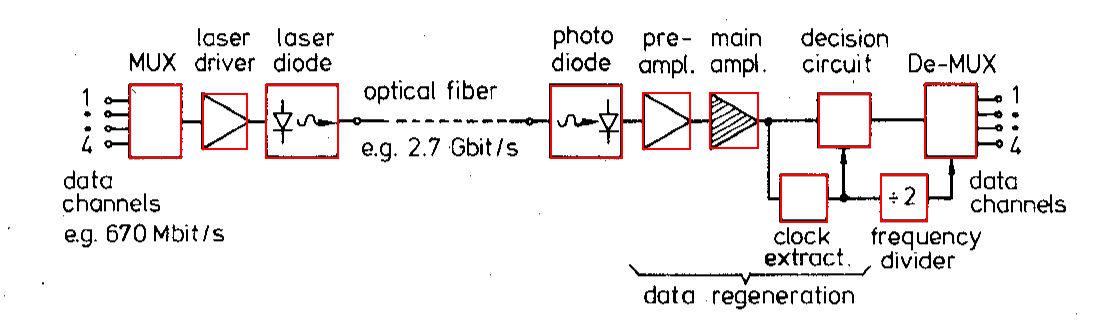 MUX
laser
driver
laser
diode
photo
diode
pre-
ampl.
main
ampl.
decision
circuit
De-MUX
1
4
data
channels
e.g. 670 Mbit/s
optical fiber
e.g. 2.7 Gbit/s
÷2
clock
extract.
frequency
divider
1
4
data
channels
data regeneration